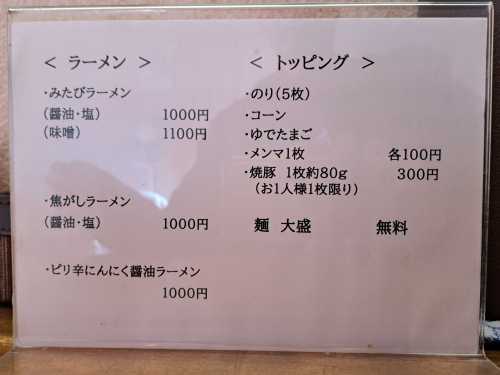 < ラーメン >
・みたびラーメン
(醤油・塩) 1000円
(味噌) 1100円
・焦がしラーメン
(醤油・塩) 1000円
・ピリ辛にんにく醤油ラーメン
1000円
< トッピング >
・のり(5枚)
・コーン
・ゆでたまご
・メンマ1枚 各100円
・焼豚 1枚約80g 300円
(お1人様1枚限り)
麺 大盛 無料